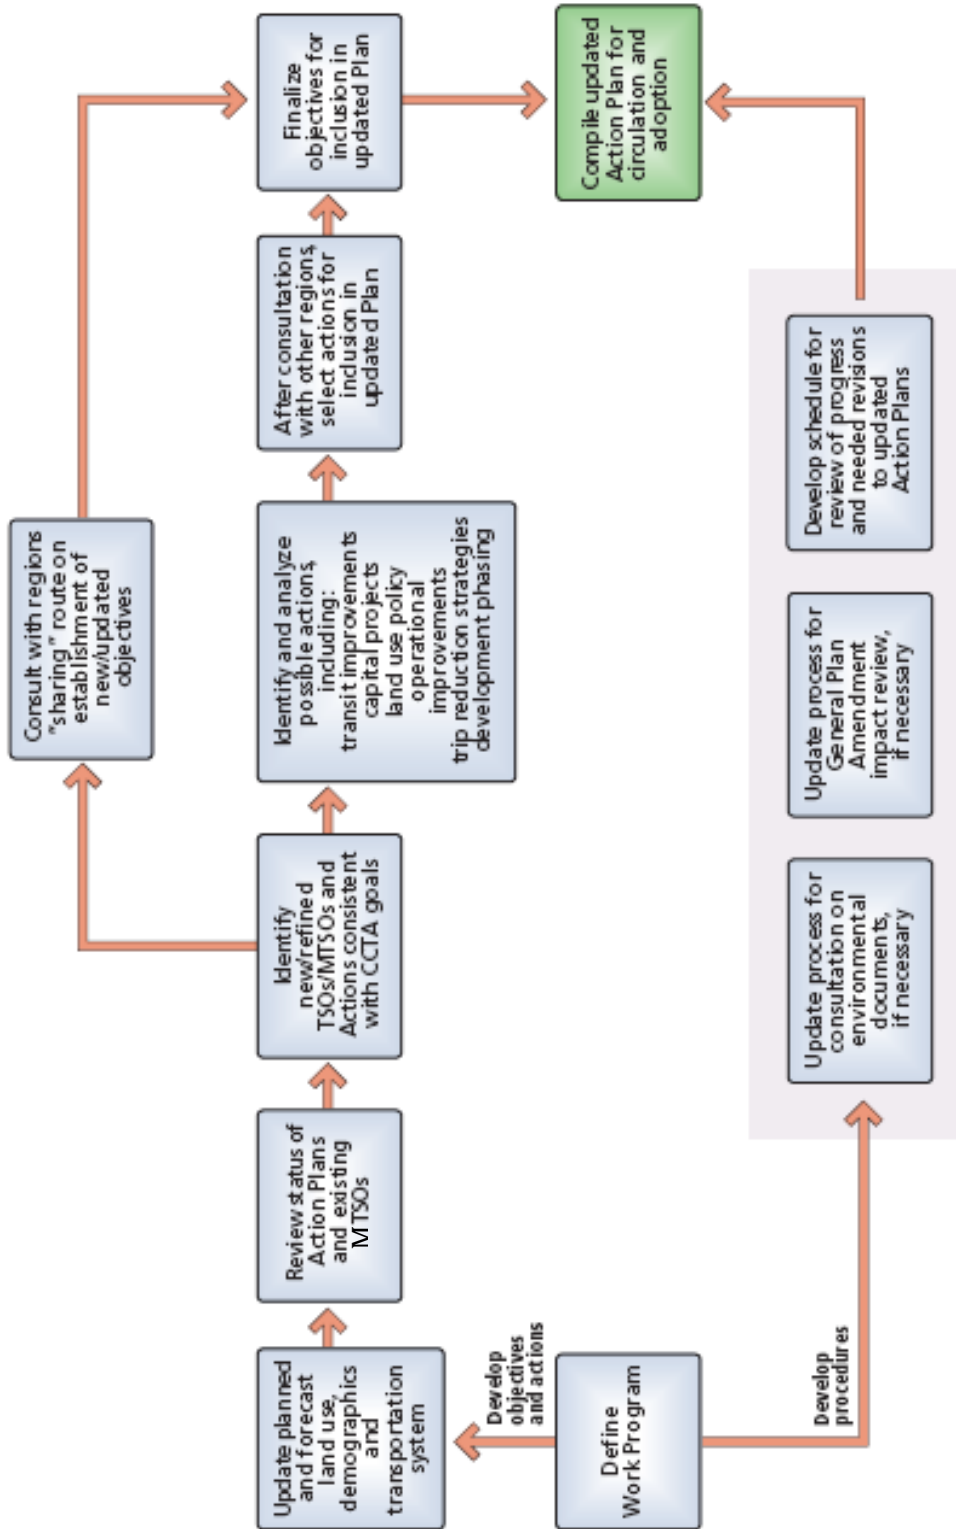 Consult with regions
"sharing" route on
establishment of
new/updated
objectives
Update planned
and forecast
land use,
demographics
and
transportation
system
Review status of
Action Plans
and existing
MTSOs
Identify
new/refined
TSOs/MTSOs and
Actions consistent
with CCTA goals
Identify and analyze
possible actions,
including:
transit improvements
capital projects
land use policy
operational
improvements
trip reduction strategies
development phasing
After consultation
with other regions,
select actions for
inclusion in
updated Plan
Finalize
objectives for
inclusion in
updated Plan
Develop
objectives
and actions
Define
Work Program
Compile updated
Action Plan for
circulation and
adoption
Develop
procedures
Update process for
consultation on
environmental
documents,
if necessary
Update process for
General Plan
Amendment
impact review,
if necessary
Develop schedule for
review of progress
and needed revisions
to updated
Action Plans